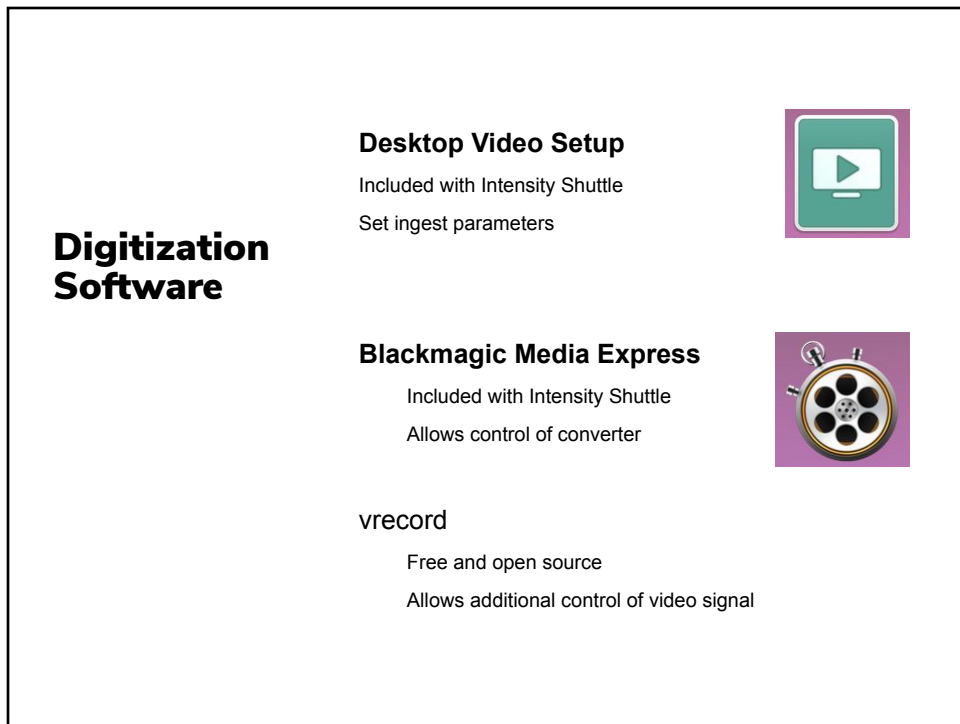 Digitization
Software
Desktop Video Setup
Included with Intensity Shuttle
Set ingest parameters
Blackmagic Media Express
Included with Intensity Shuttle
Allows control of converter
vrecord
Free and open source
Allows additional control of video signal